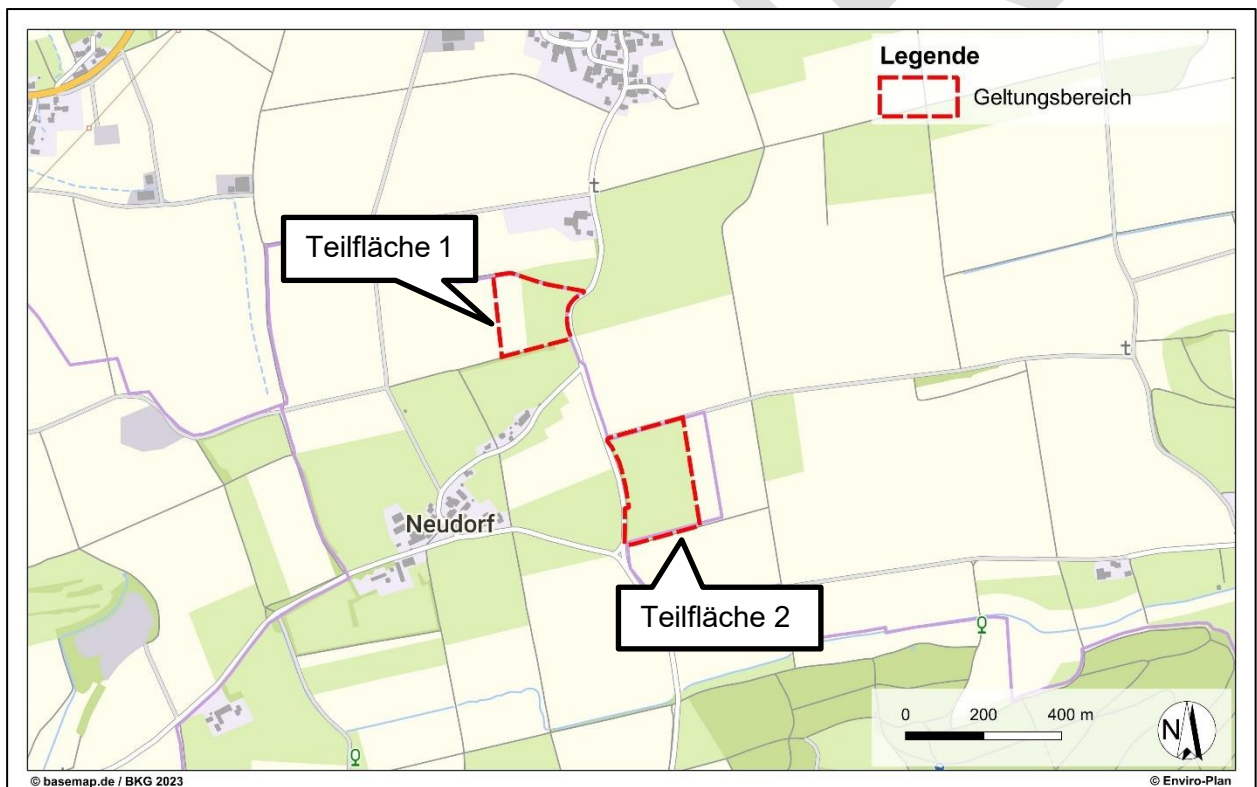 Legende
Geltungsbereich
Teilfläche 1
Neudorf
Teilfläche 2
0 200 400 m
N
© basemap.de / BKG 2023
© Enviro-Plan